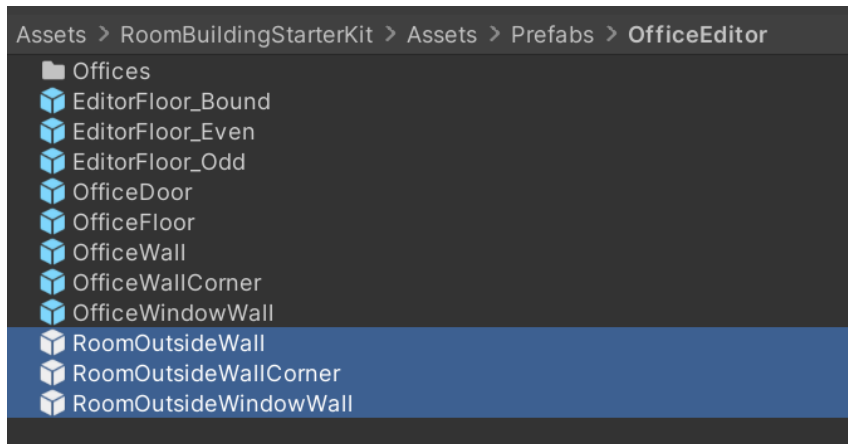 Assets > RoomBuildingStarterKit > Assets > Prefabs > OfficeEditor
Offices
EditorFloor_Bound
EditorFloor_Even
EditorFloor_Odd
OfficeDoor
OfficeFloor
OfficeWall
OfficeWallCorner
OfficeWindowWall
RoomOutsideWall
RoomOutsideWallCorner
RoomOutsideWindowWall